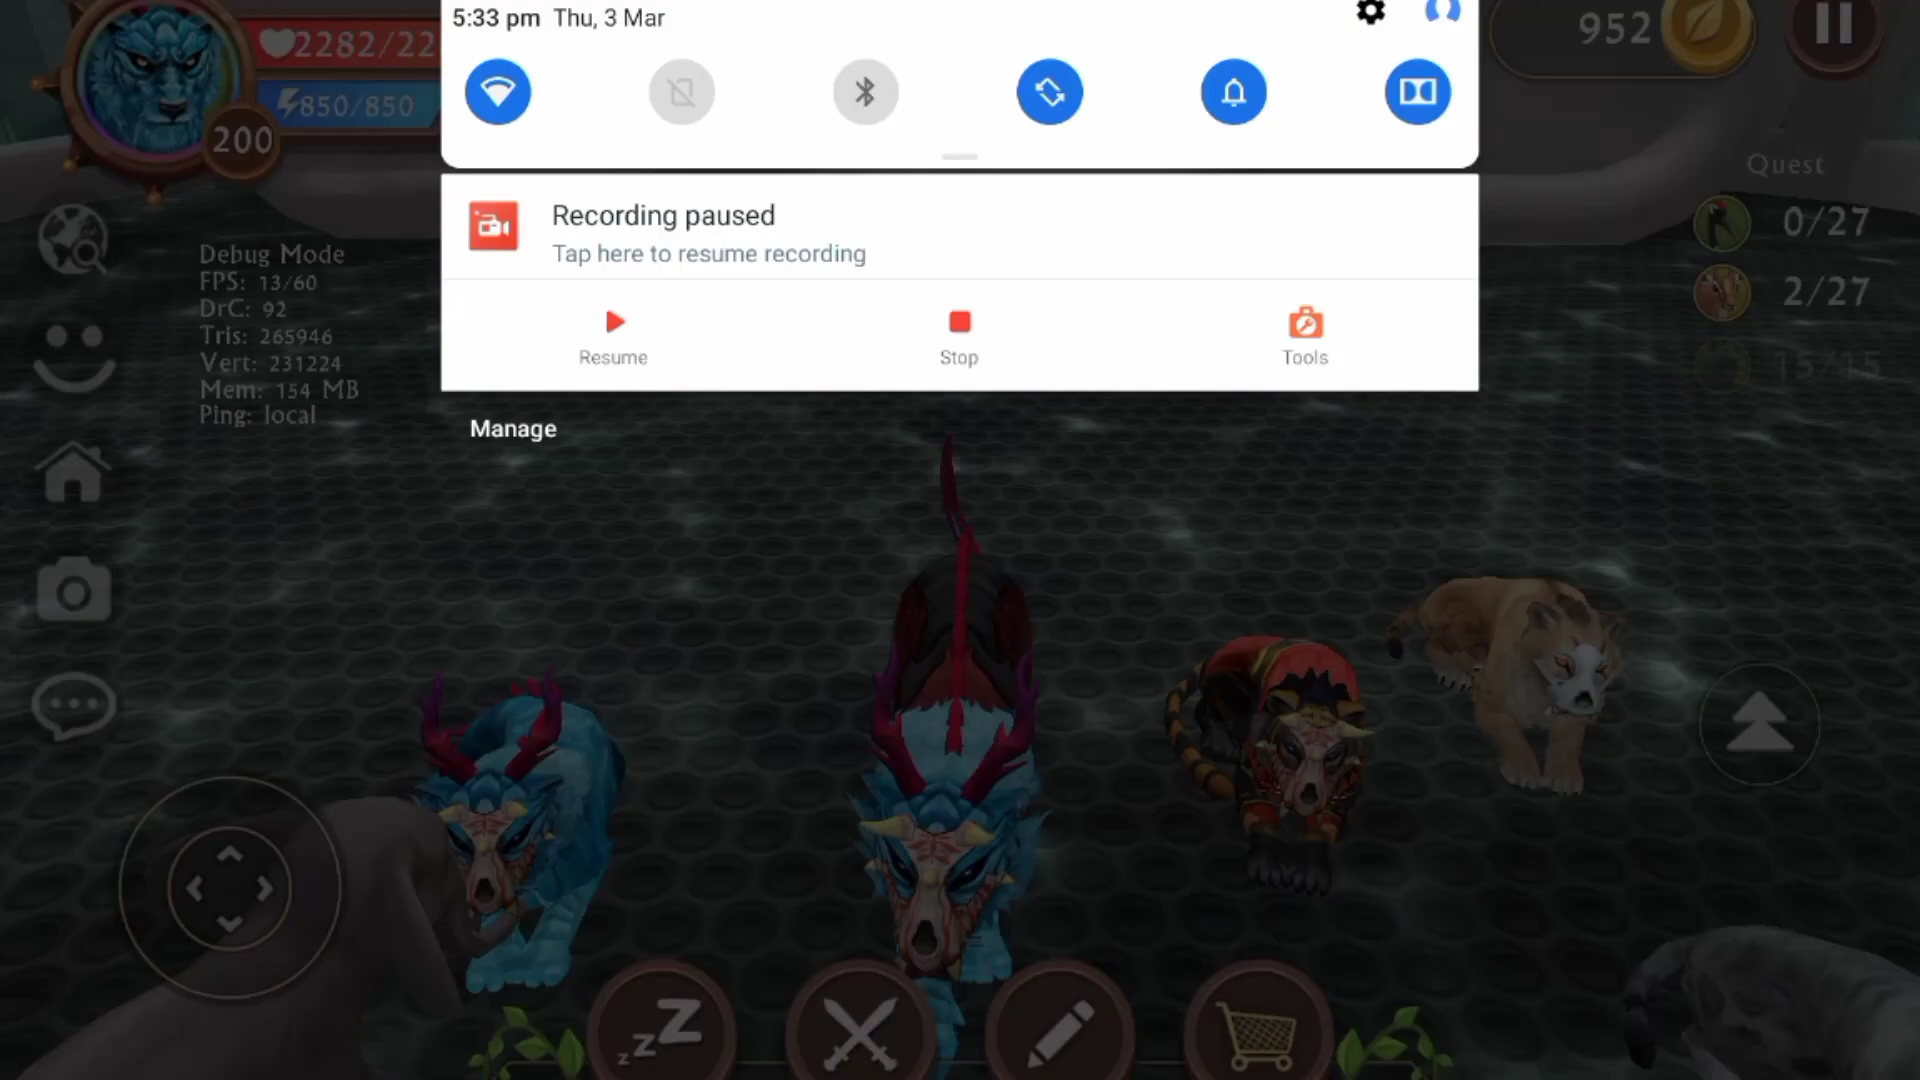 5:33 pm Thu, 3 Mar
2282/22
850/850
200
952
Debug Mode
FPS: 13/60
DrC: 92
Tris: 265946
Vert: 231224
Mem: 154 MB
Ping: local
Recording paused
Tap here to resume recording
Resume
Stop
Tools
Manage
Quest
0/27
2/27
15/15
z z Z